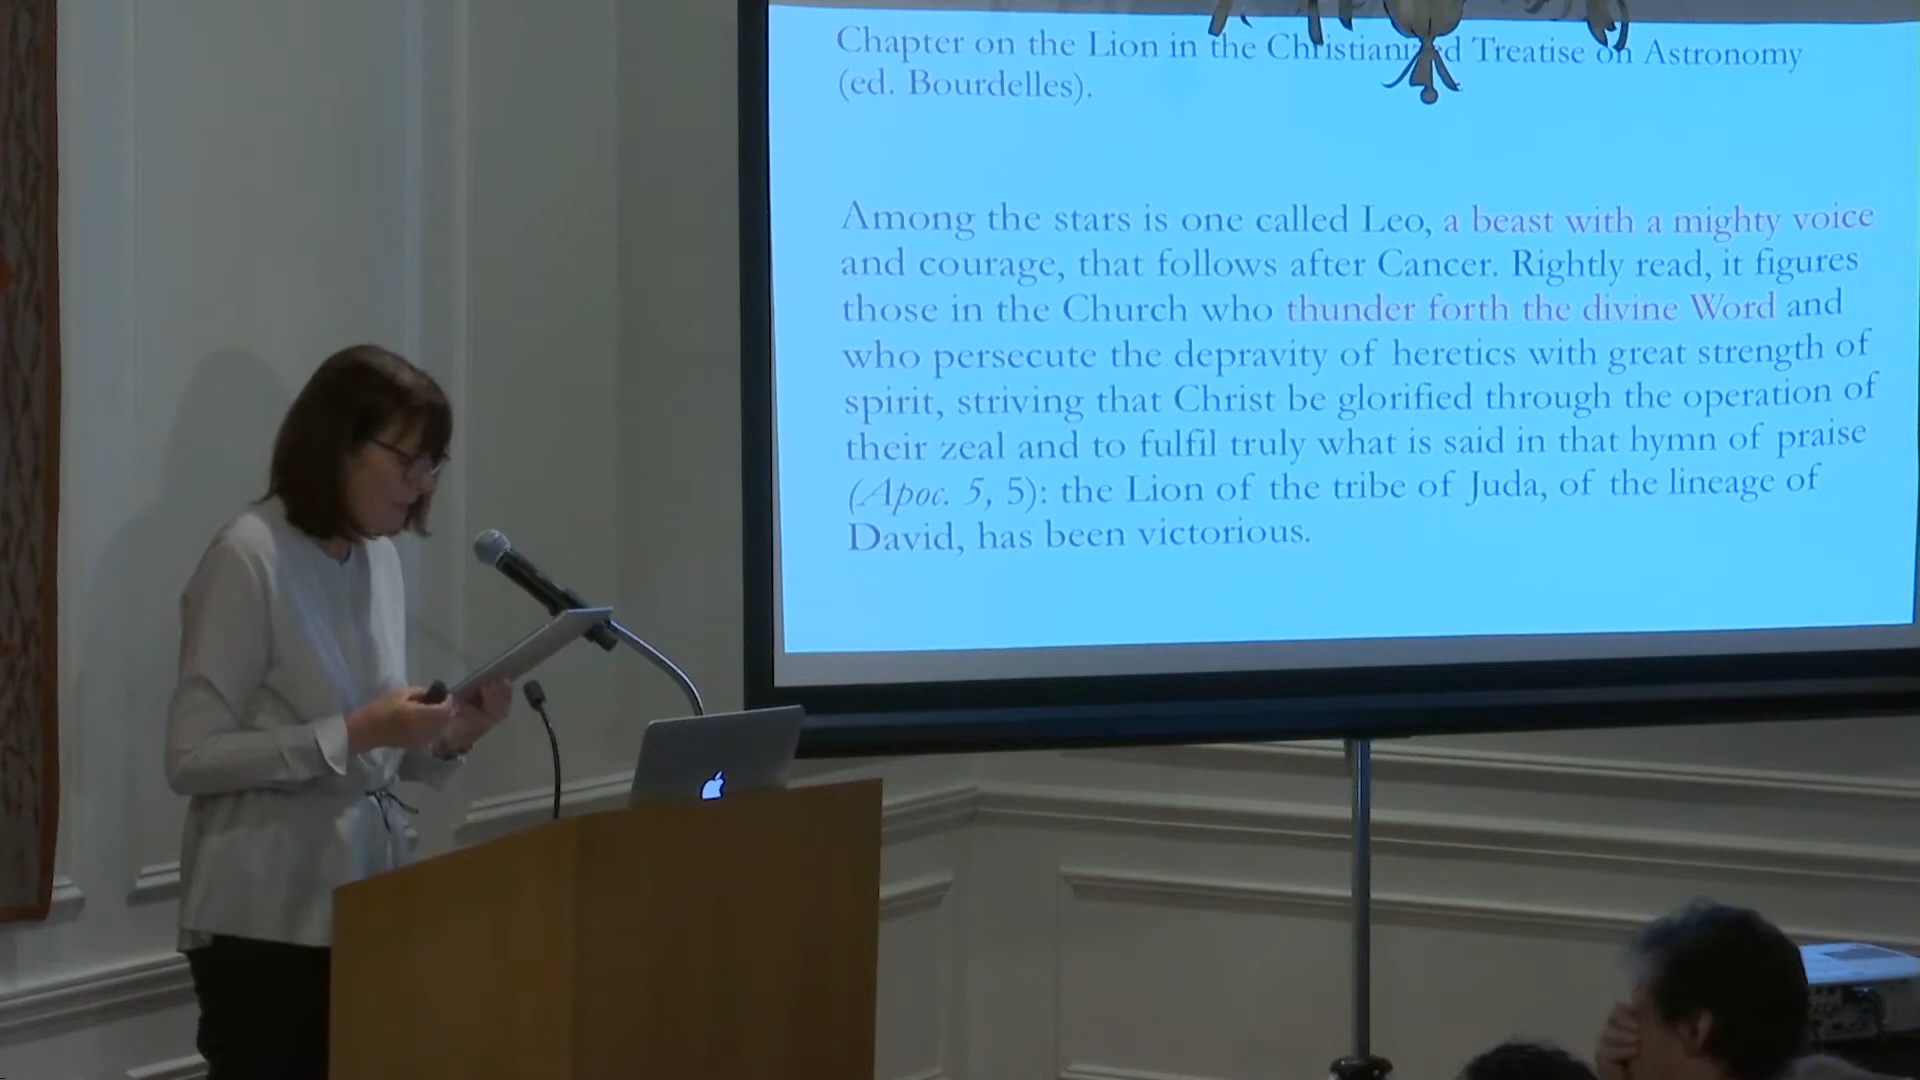 Chapter on the Lion in the Christianized Treatise on Astronomy
(ed. Bourdelles).
Among the stars is one called Leo, a beast with a mighty voice
and courage, that follows after Cancer. Rightly read, it figures
those in the Church who thunder forth the divine Word and
who persecute the depravity of heretics with great strength of
spirit, striving that Christ be glorified through the operation of
their zeal and to fulfil truly what is said in that hymn of praise
(Apoc. 5, 5): the Lion of the tribe of Juda, of the lineage of
David, has been victorious.